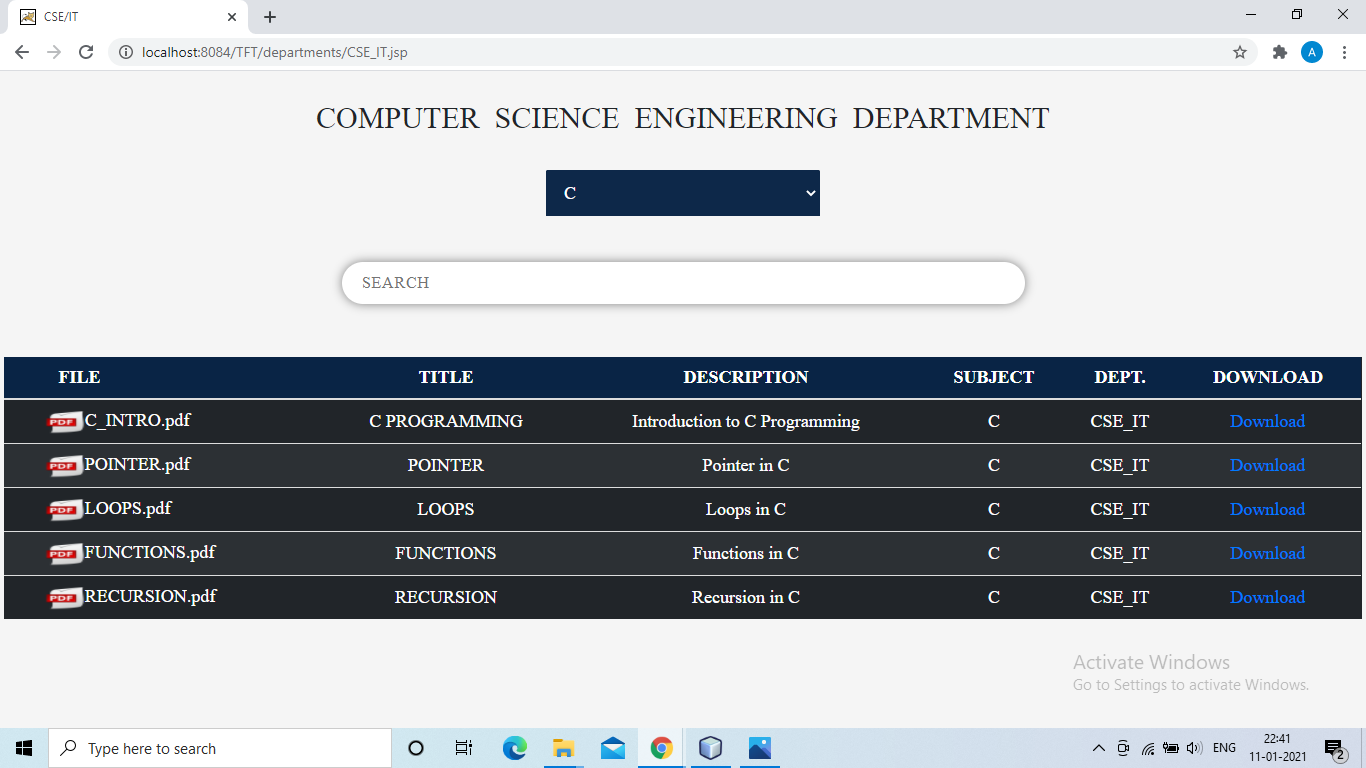 CSE/IT
localhost:8084/TFT/departments/CSE_IT.jsp
A
COMPUTER SCIENCE ENGINEERING DEPARTMENT
C
SEARCH
FILE TITLE DESCRIPTION SUBJECT DEPT. DOWNLOAD
PDF C_INTRO.pdf C PROGRAMMING Introduction to C Programming C CSE_IT Download
PDF POINTER.pdf POINTER Pointer in C C CSE_IT Download
PDF LOOPS.pdf LOOPS Loops in C C CSE_IT Download
PDF FUNCTIONS.pdf FUNCTIONS Functions in C C CSE_IT Download
PDF RECURSION.pdf RECURSION Recursion in C C CSE_IT Download
Activate Windows
Go to Settings to activate Windows.
Type here to search
ENG
22:41
11-01-2021
2